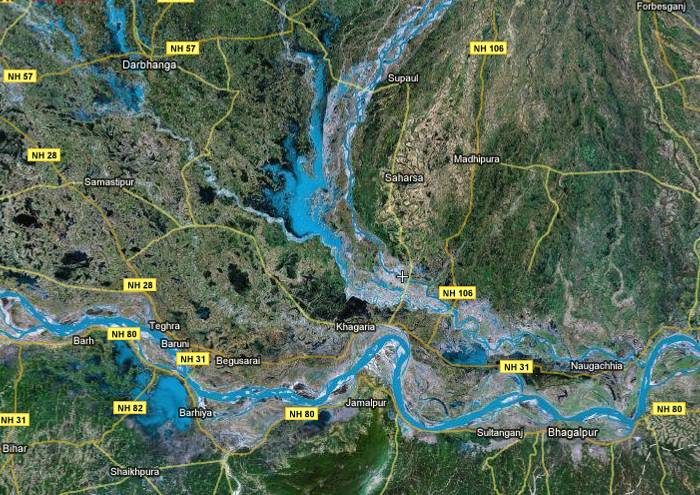 Forbesganj
NH 57
NH 106
Darbhanga
NH 57
Supaul
NH 28
Madhipura
Samastipur
Saharsa
NH 28
NH 106
Teghra
Khagaria
NH 80
Barh
Baruni
NH 31
Begusarai
NH 31
Naugachhia
NH 82
Barhiya
NH 80
Jamalpur
NH 80
NH 31
Sultanganj
Bhagalpur
Bihar
Shaikhpura